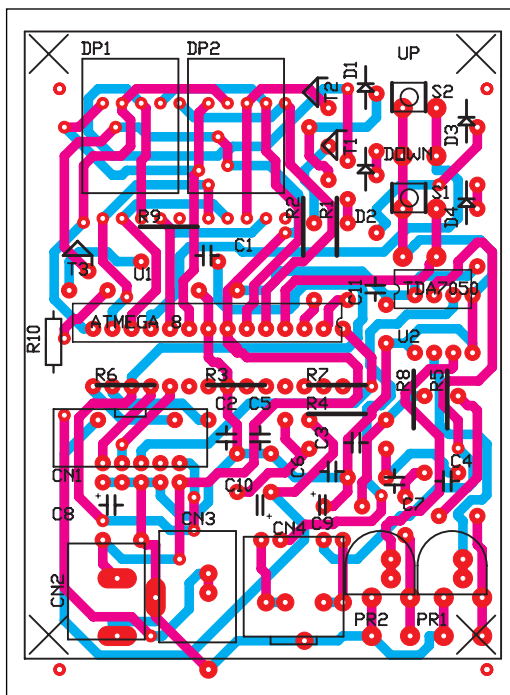 DP1
DP2
UP
D1
T2
S2
D3
T1
DOWN
R9
R2
R1
S1
D2
D4
C1
T3
U1
C11
TDA7050
R10
ATMEGA 8
U2
R6
R3
R7
R8
R5
C2
C5
R4
C3
CN1
C6
C4
C10
C7
C8
CN3
CN4
C9
CN2
PR2
PR1